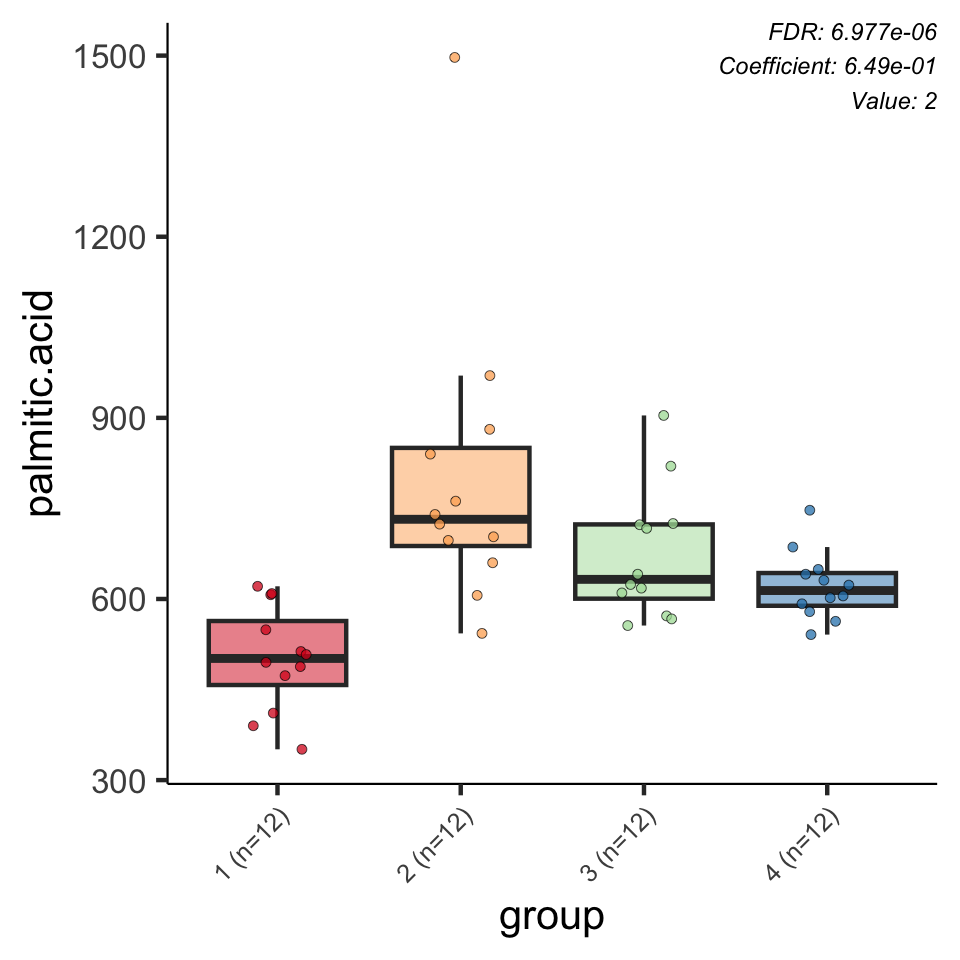 FDR: 6.977e-06
Coefficient: 6.49e-01
Value: 2
1500
1200
900
600
300
palmitic.acid
1 (n=12)
2 (n=12)
3 (n=12)
4 (n=12)
group